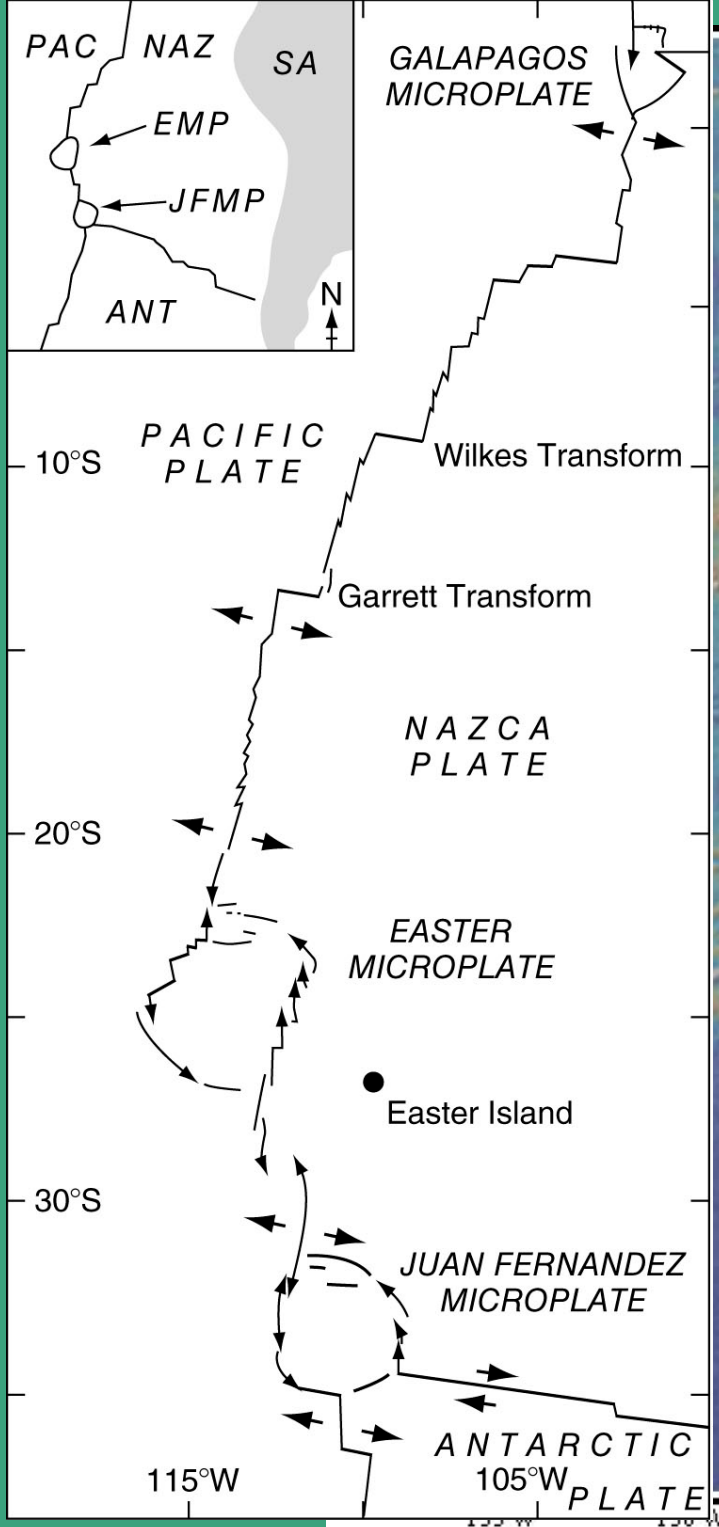 PAC
NAZ
SA
EMP
JFMP
ANT
N
GALAPAGOS
MICROPLATE
PACIFIC
PLATE
10°S
Wilkes Transform
Garrett Transform
NAZCA
PLATE
20°S
EASTER
MICROPLATE
Easter Island
30°S
JUAN FERNANDEZ
MICROPLATE
ANTARCTIC
PLATE
115°W
105°W